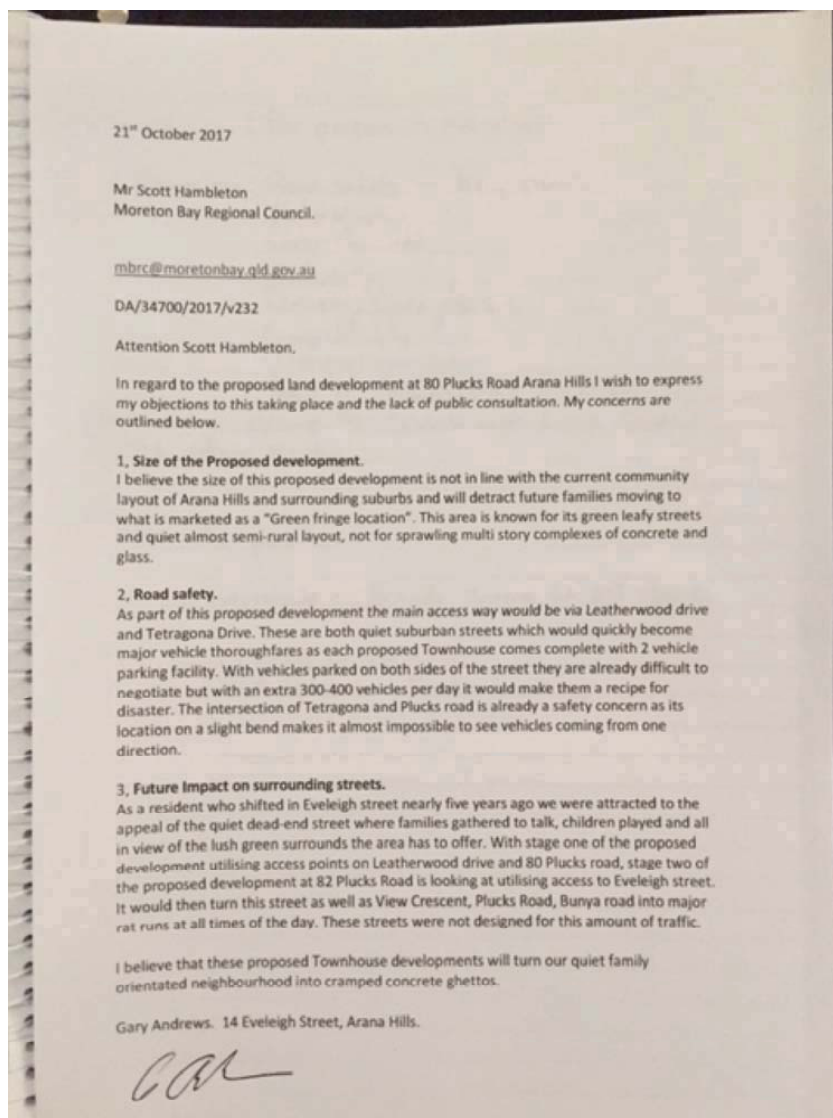 21st October 2017
Mr Scott Hambleton
Moreton Bay Regional Council.
mbrc@moretonbay.qld.gov.au
DA/34700/2017/v232
Attention Scott Hambleton.
In regard to the proposed land development at 80 Plucks Road Arana Hills I wish to express
my objections to this taking place and the lack of public consultation. My concerns are
outlined below.
1, Size of the Proposed development.
I believe the size of this proposed development is not in line with the current community
layout of Arana Hills and surrounding suburbs and will detract future families moving to
what is marketed as a "Green fringe location". This area is known for its green leafy streets
and quiet almost semi-rural layout, not for sprawling multi story complexes of concrete and
glass.
2, Road safety.
As part of this proposed development the main access way would be via Leatherwood drive
and Tetragona Drive. These are both quiet suburban streets which would quickly become
major vehicle thoroughfares as each proposed Townhouse comes complete with 2 vehicle
parking facility. With vehicles parked on both sides of the street they are already difficult to
negotiate but with an extra 300-400 vehicles per day it would make them a recipe for
disaster. The intersection of Tetragona and Plucks road is already a safety concern as its
location on a slight bend makes it almost impossible to see vehicles coming from one
direction.
3, Future Impact on surrounding streets.
As a resident who shifted in Eveleigh street nearly five years ago we were attracted to the
appeal of the quiet dead-end street where families gathered to talk, children played and all
in view of the lush green surrounds the area has to offer. With stage one of the proposed
development utilising access points on Leatherwood drive and 80 Plucks road, stage two of
the proposed development at 82 Plucks Road is looking at utilising access to Eveleigh street.
It would then turn this street as well as View Crescent, Plucks Road, Bunya road into major
rat runs at all times of the day. These streets were not designed for this amount of traffic.
I believe that these proposed Townhouse developments will turn our quiet family
orientated neighbourhood into cramped concrete ghettos.
Gary Andrews. 14 Eveleigh Street, Arana Hills.